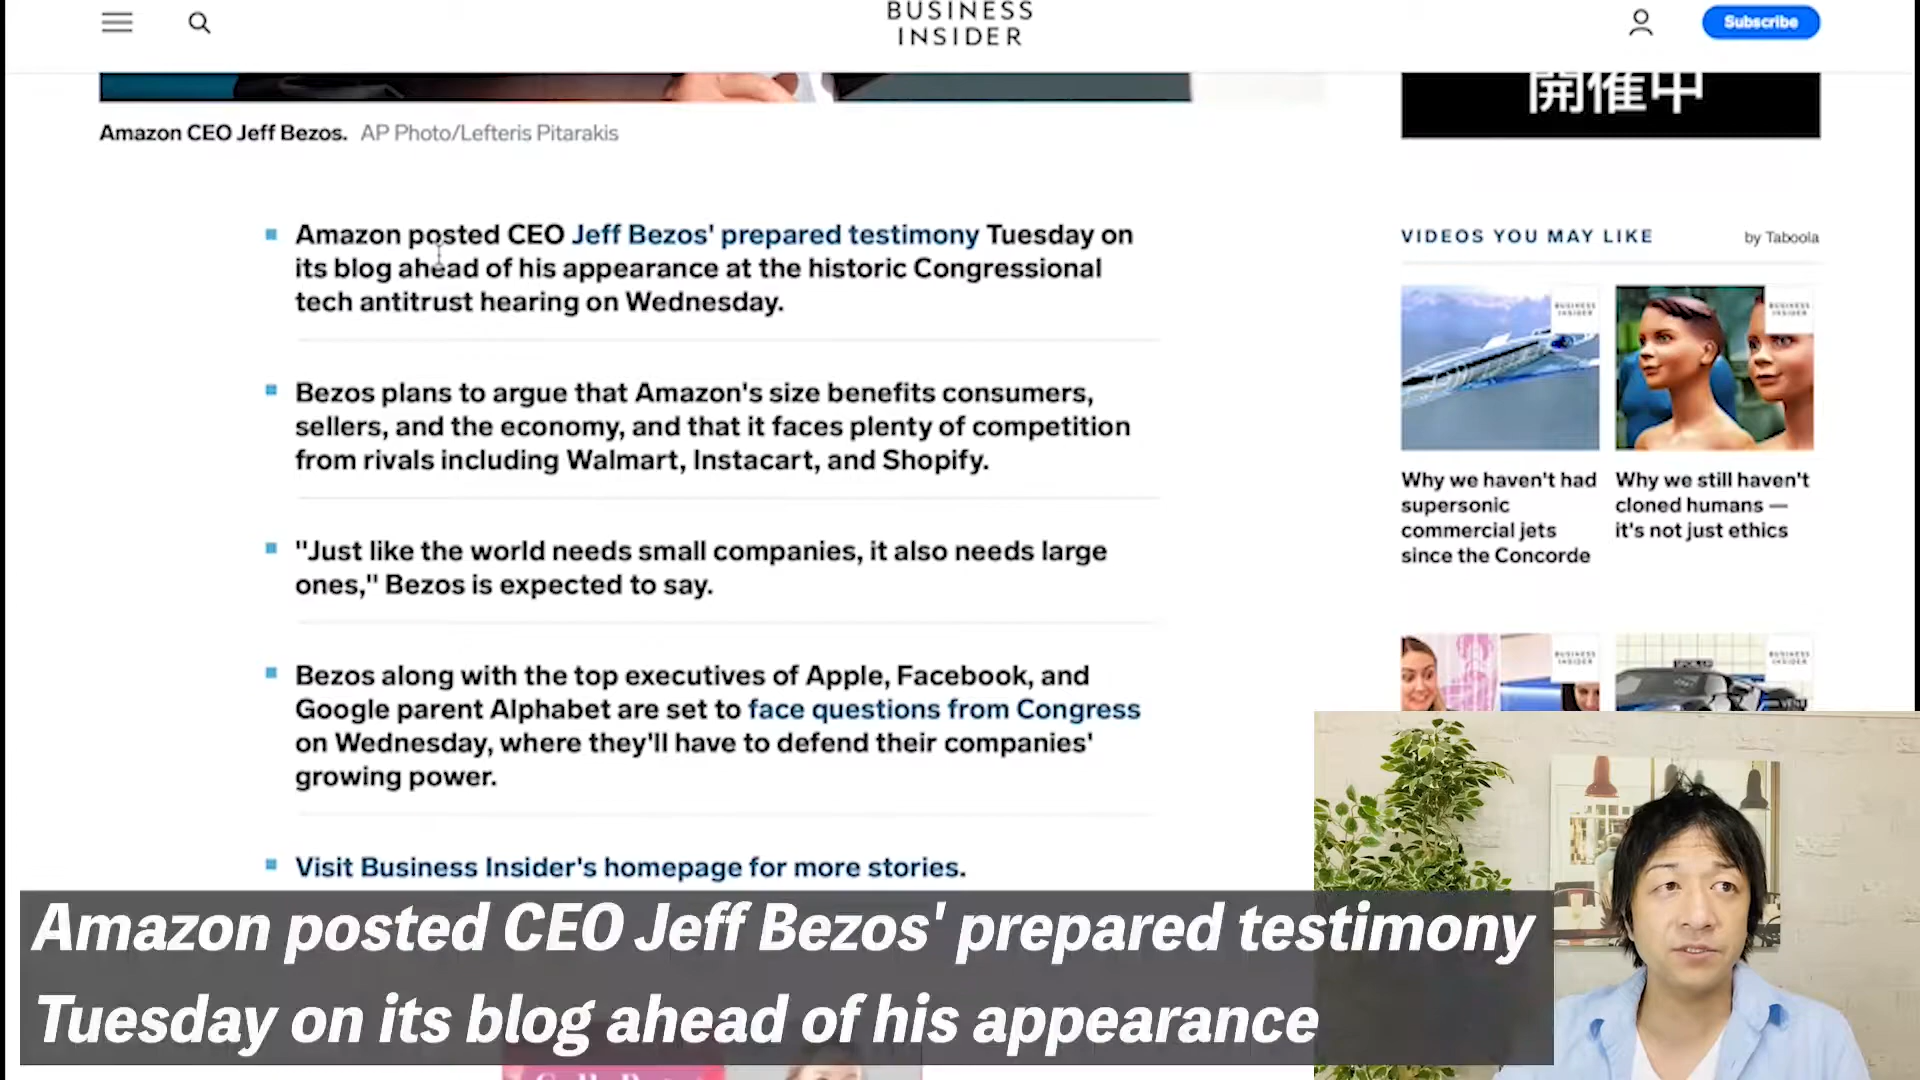 BUSINESS
INSIDER
Subscribe
開催中
Amazon CEO Jeff Bezos. AP Photo/Lefteris Pitarakis
Amazon posted CEO Jeff Bezos' prepared testimony Tuesday on
its blog ahead of his appearance at the historic Congressional
tech antitrust hearing on Wednesday.
Bezos plans to argue that Amazon's size benefits consumers,
sellers, and the economy, and that it faces plenty of competition
from rivals including Walmart, Instacart, and Shopify.
"Just like the world needs small companies, it also needs large
ones," Bezos is expected to say.
Bezos along with the top executives of Apple, Facebook, and
Google parent Alphabet are set to face questions from Congress
on Wednesday, where they'll have to defend their companies'
growing power.
Visit Business Insider's homepage for more stories.
VIDEOS YOU MAY LIKE
by Taboola
BUSINESS
INSIDER
BUSINESS
INSIDER
Why we haven't had
supersonic
commercial jets
since the Concorde
Why we still haven't
cloned humans —
it's not just ethics
BUSINESS
INSIDER
BUSINESS
INSIDER
Amazon posted CEO Jeff Bezos' prepared testimony
Tuesday on its blog ahead of his appearance